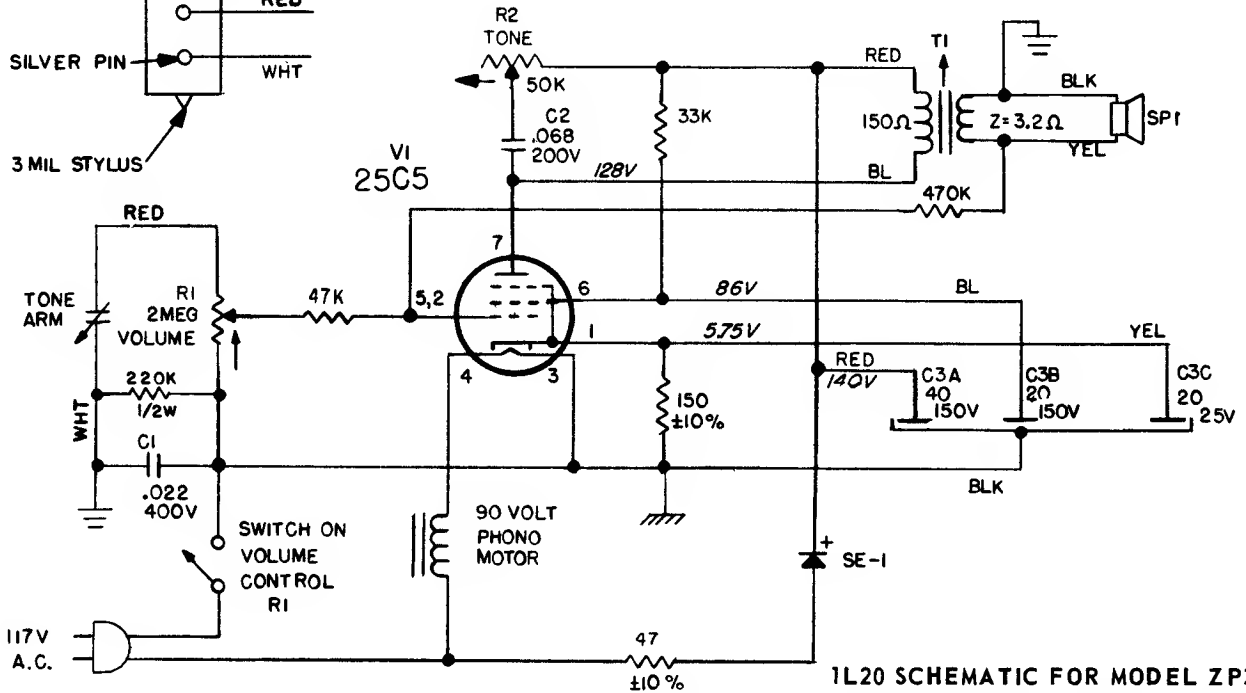 RED
SILVER PIN
WHT
3 MIL STYLUS
R2
TONE
50K
C2
.068
200V
33K
RED
T1
BLK
150Ω
Z=3.2Ω
SP1
YEL
V1
25C5
128V
BL
470K
RED
7
TONE
ARM
R1
2MEG
VOLUME
47K
5,2
6
86V
BL
1
5.75V
YEL
4
3
RED
140V
C3A
40
150V
C3B
20
150V
C3C
20
25V
220K
1/2W
WHT
150
±10%
C1
.022
400V
BLK
SWITCH ON
VOLUME
CONTROL
R1
90 VOLT
PHONO
MOTOR
+
SE-1
117V
A.C.
47
±10%
1L20 SCHEMATIC FOR MODEL